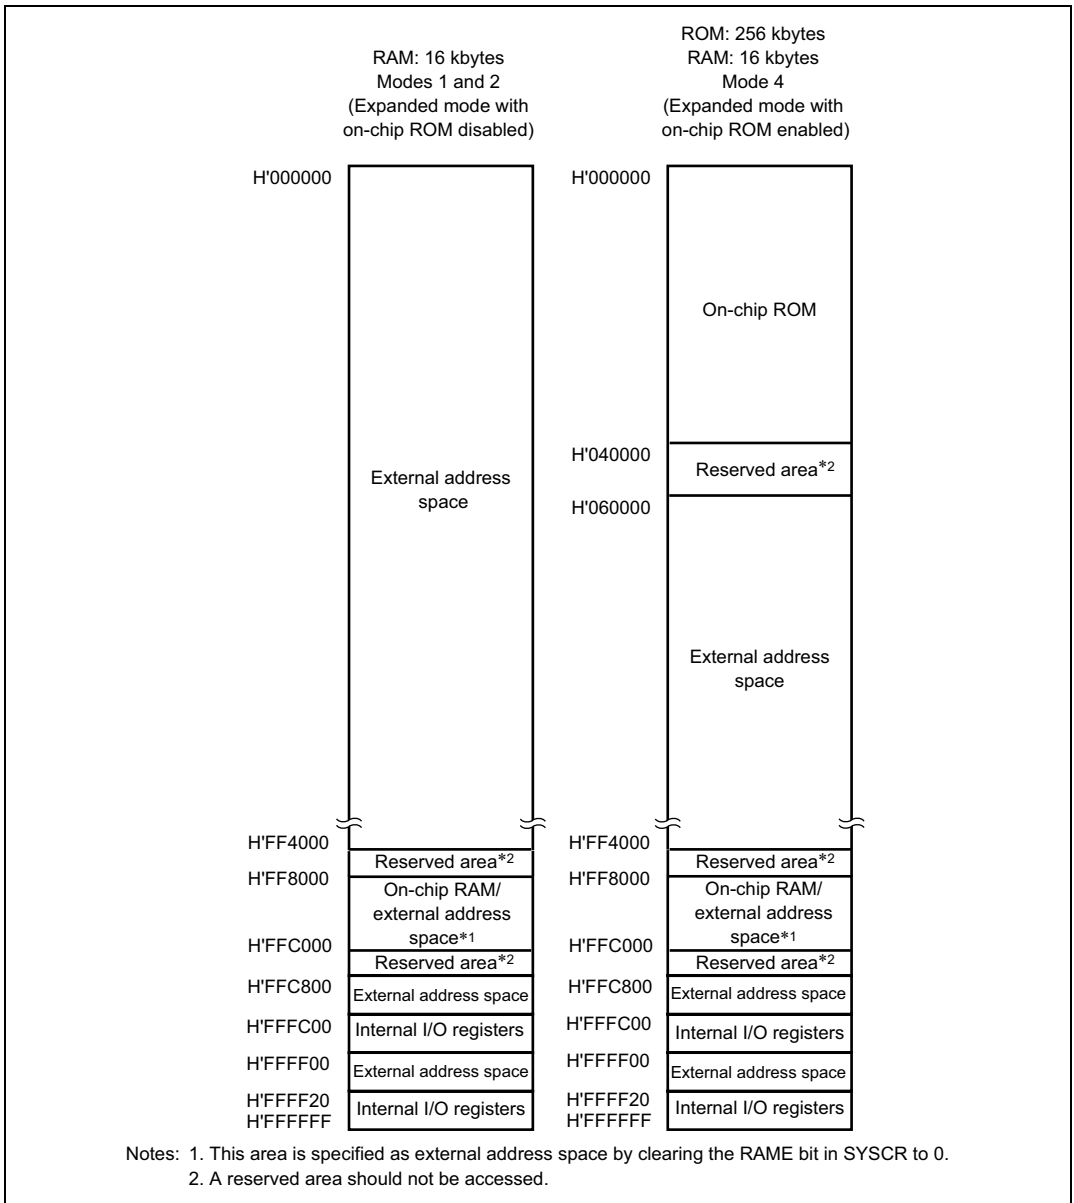 RAM: 16 kbytes
Modes 1 and 2
(Expanded mode with
on-chip ROM disabled)
H'000000
External address
space
H'FF4000
Reserved area*2
H'FF8000
On-chip RAM/
external address
space*1
H'FFC000
Reserved area*2
H'FFC800
External address space
H'FFFC00
Internal I/O registers
H'FFFF00
External address space
H'FFFF20
Internal I/O registers
H'FFFFFF
ROM: 256 kbytes
RAM: 16 kbytes
Mode 4
(Expanded mode with
on-chip ROM enabled)
H'000000
On-chip ROM
H'040000
Reserved area*2
H'060000
External address
space
H'FF4000
Reserved area*2
H'FF8000
On-chip RAM/
external address
space*1
H'FFC000
Reserved area*2
H'FFC800
External address space
H'FFFC00
Internal I/O registers
H'FFFF00
External address space
H'FFFF20
Internal I/O registers
H'FFFFFF
Notes: 1. This area is specified as external address space by clearing the RAME bit in SYSCR to 0.
2. A reserved area should not be accessed.